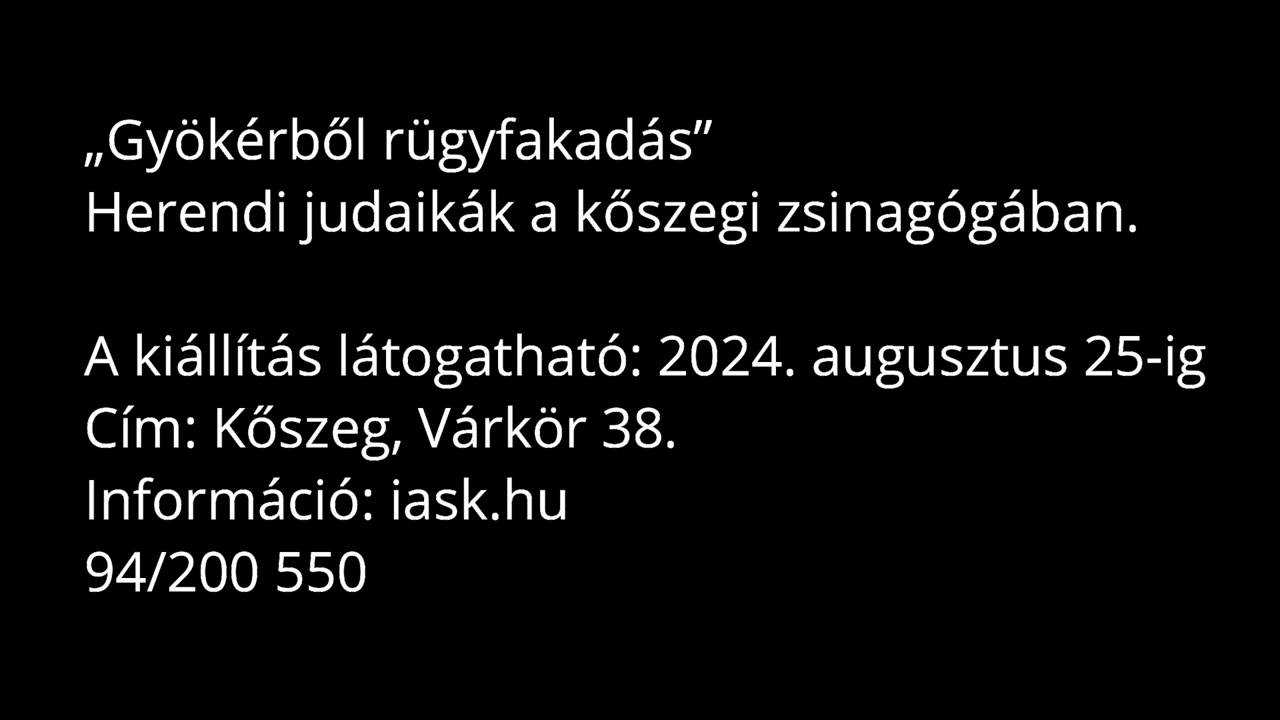 „Gyökérből rügyfakadás”
Herendi judaikák a kőszegi zsinagógában.
A kiállítás látogatható: 2024. augusztus 25-ig
Cím: Kőszeg, Várkör 38.
Információ: iask.hu
94/200 550